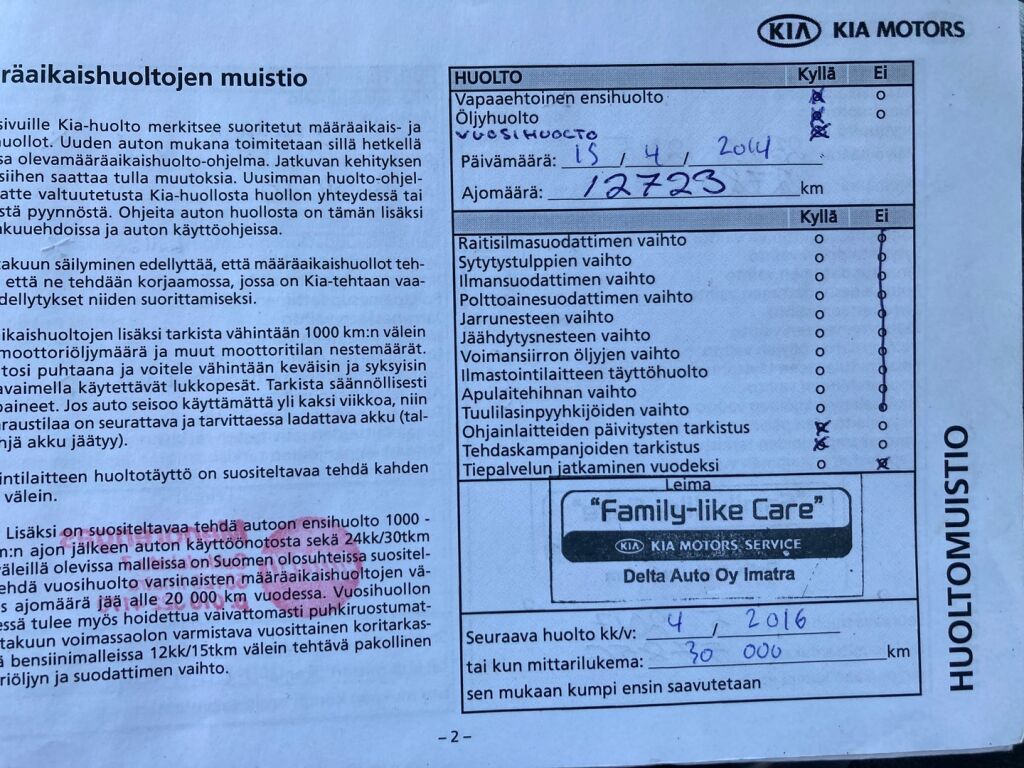 KIA KIA MOTORS
räaikaishuoltojen muistio
sivuille Kia-huolto merkitsee suoritetut määräaikais- ja
uollot. Uuden auton mukana toimitetaan sillä hetkellä
sa olevamääräaikaishuolto-ohjelma. Jatkuvan kehityksen
siihen saattaa tulla muutoksia. Uusimman huolto-ohjel-
atte valtuutetusta Kia-huollosta huollon yhteydessä tai
stä pyynnöstä. Ohjeita auton huollosta on tämän lisäksi
akuuehdoissa ja auton käyttöohjeissa.
takuun säilyminen edellyttää, että määräaikaishuollot teh-
että ne tehdään korjaamossa, jossa on Kia-tehtaan vaa-
dellytykset niiden suorittamiseksi.
aikaishuoltojen lisäksi tarkista vähintään 1000 km:n välein
moottoriöljymäärä ja muut moottoritilan nestemäärät.
tosi puhtaana ja voitele vähintään keväisin ja syksyisin
avaimella käytettävät lukkopesät. Tarkista säännöllisesti
paineet. Jos auto seisoo käyttämättä yli kaksi viikkoa, niin
raustilaa on seurattava ja tarvittaessa ladattava akku (tal-
hjä akku jäätyy).
intilaitteen huoltotäyttö on suositeltavaa tehdä kahden
välein.
Lisäksi on suositeltavaa tehdä autoon ensihuolto 1000 -
m:n ajon jälkeen auton käyttöönotosta sekä 24kk/30tkm
väleillä olevissa malleissa on Suomen olosuhteissa suositel-
ehdä vuosihuolto varsinaisten määräaikaishuoltojen vä-
s ajomäärä jää alle 20 000 km vuodessa. Vuosihuollon
essä tulee myös hoidettua vaivattomasti puhkiruostumat-
takuun voimassaolon varmistava vuosittainen koritarkas-
ä bensiinimalleissa 12kk/15tkm välein tehtävä pakollinen
riöljyn ja suodattimen vaihto.
HUOLTO Kyllä Ei
Vapaaehtoinen ensihuolto
Öljyhuolto
VUOSIHUOLTO
Päivämäärä: 15 / 4 / 2014
Ajomäärä: 12723 km
Kyllä Ei
Raitisilmasuodattimen vaihto
Sytytystulppien vaihto
Ilmansuodattimen vaihto
Polttoainesuodattimen vaihto
Jarrunesteen vaihto
Jäähdytysnesteen vaihto
Voimansiirron öljyjen vaihto
Ilmastointilaitteen täyttöhuolto
Apulaitehihnan vaihto
Tuulilasinpyyhkijöiden vaihto
Ohjainlaitteiden päivitysten tarkistus
Tehdaskampanjoiden tarkistus
Tiepalvelun jatkaminen vuodeksi
Leima
"Family-like Care"
KIA KIA MOTORS SERVICE
Delta Auto Oy Imatra
Seuraava huolto kk/v: 4 / 2016
tai kun mittarilukema: 30 000 km
sen mukaan kumpi ensin saavutetaan
HUOLTOMUISTIO
- 2 -